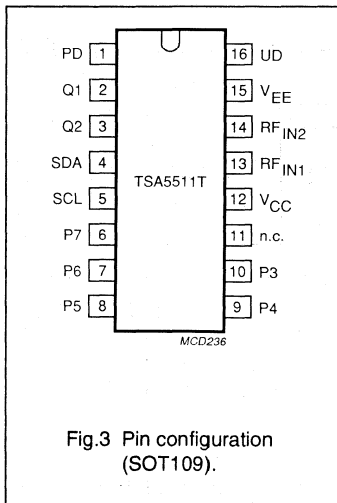 PD 1 16 UD
Q1 2 15 VEE
Q2 3 14 RFIN2
SDA 4 13 RFIN1
TSA5511T
SCL 5 12 VCC
P7 6 11 n.c.
P6 7 10 P3
P5 8 9 P4
MCD236
Fig.3 Pin configuration
(SOT109).